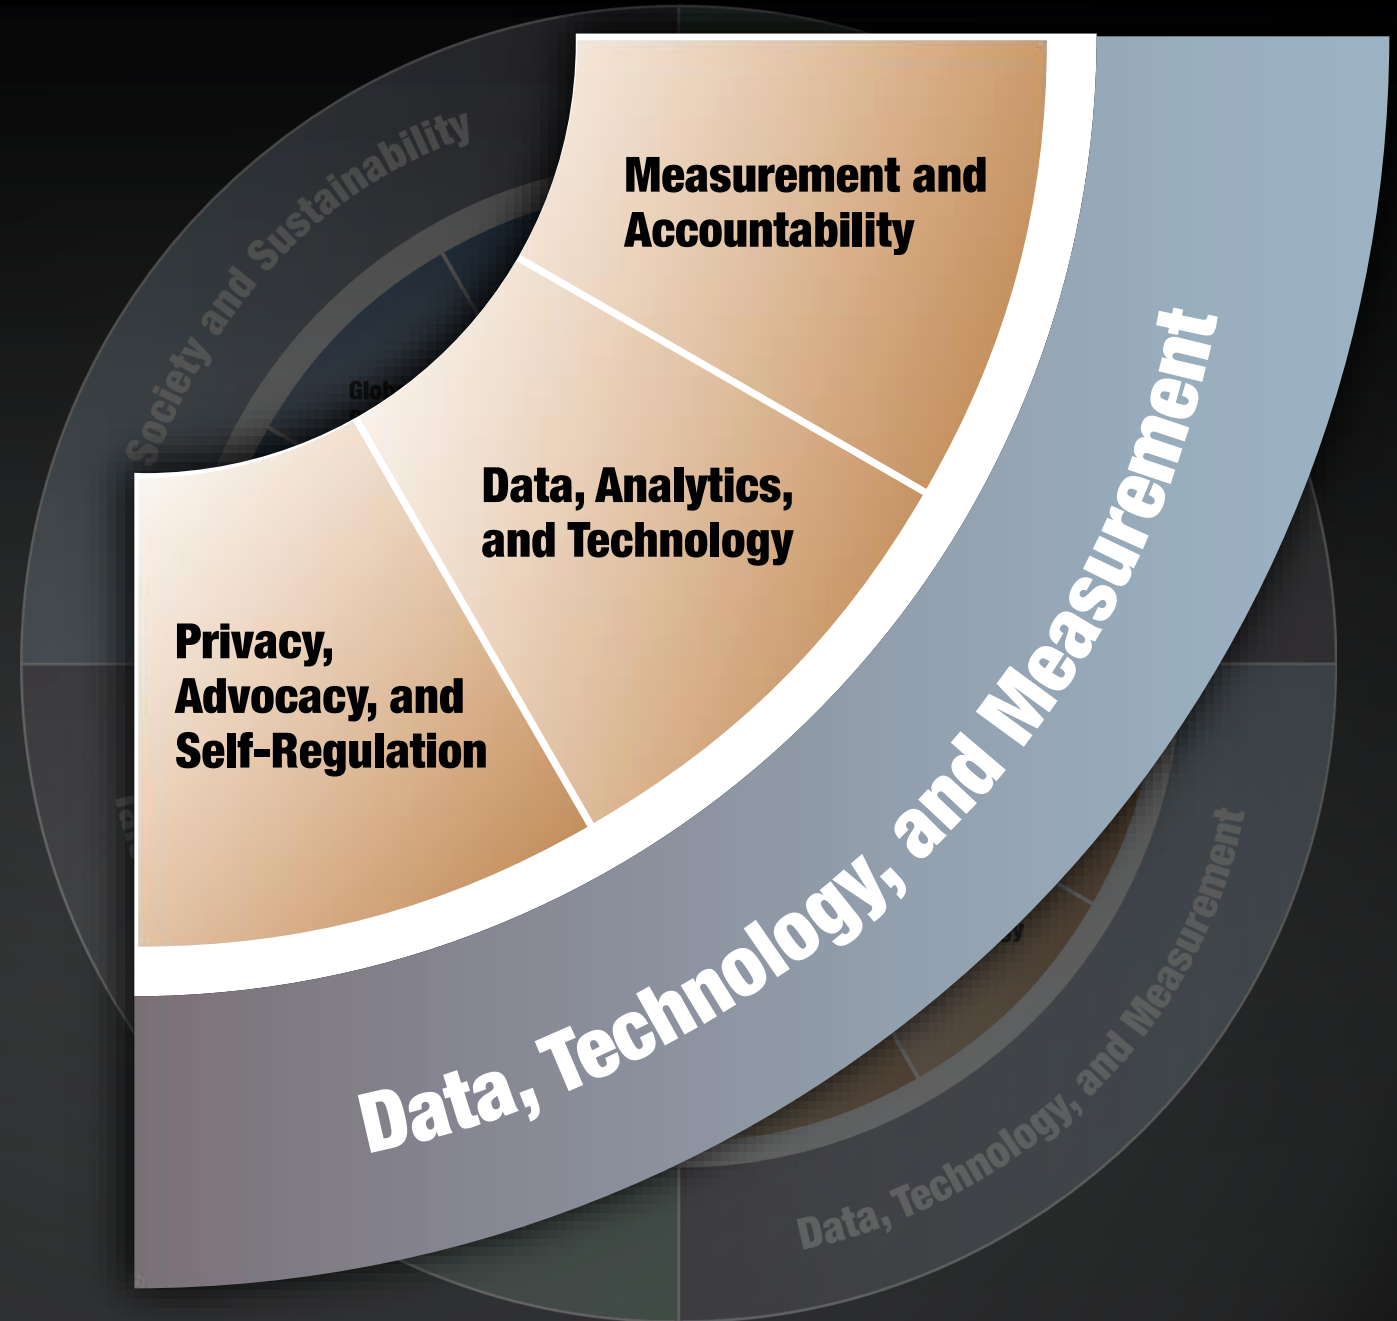 Society and Sustainability
Measurement and
Accountability
Data, Analytics,
and Technology
Privacy,
Advocacy, and
Self-Regulation
Data, Technology, and Measurement
Data, Technology, and Measurement